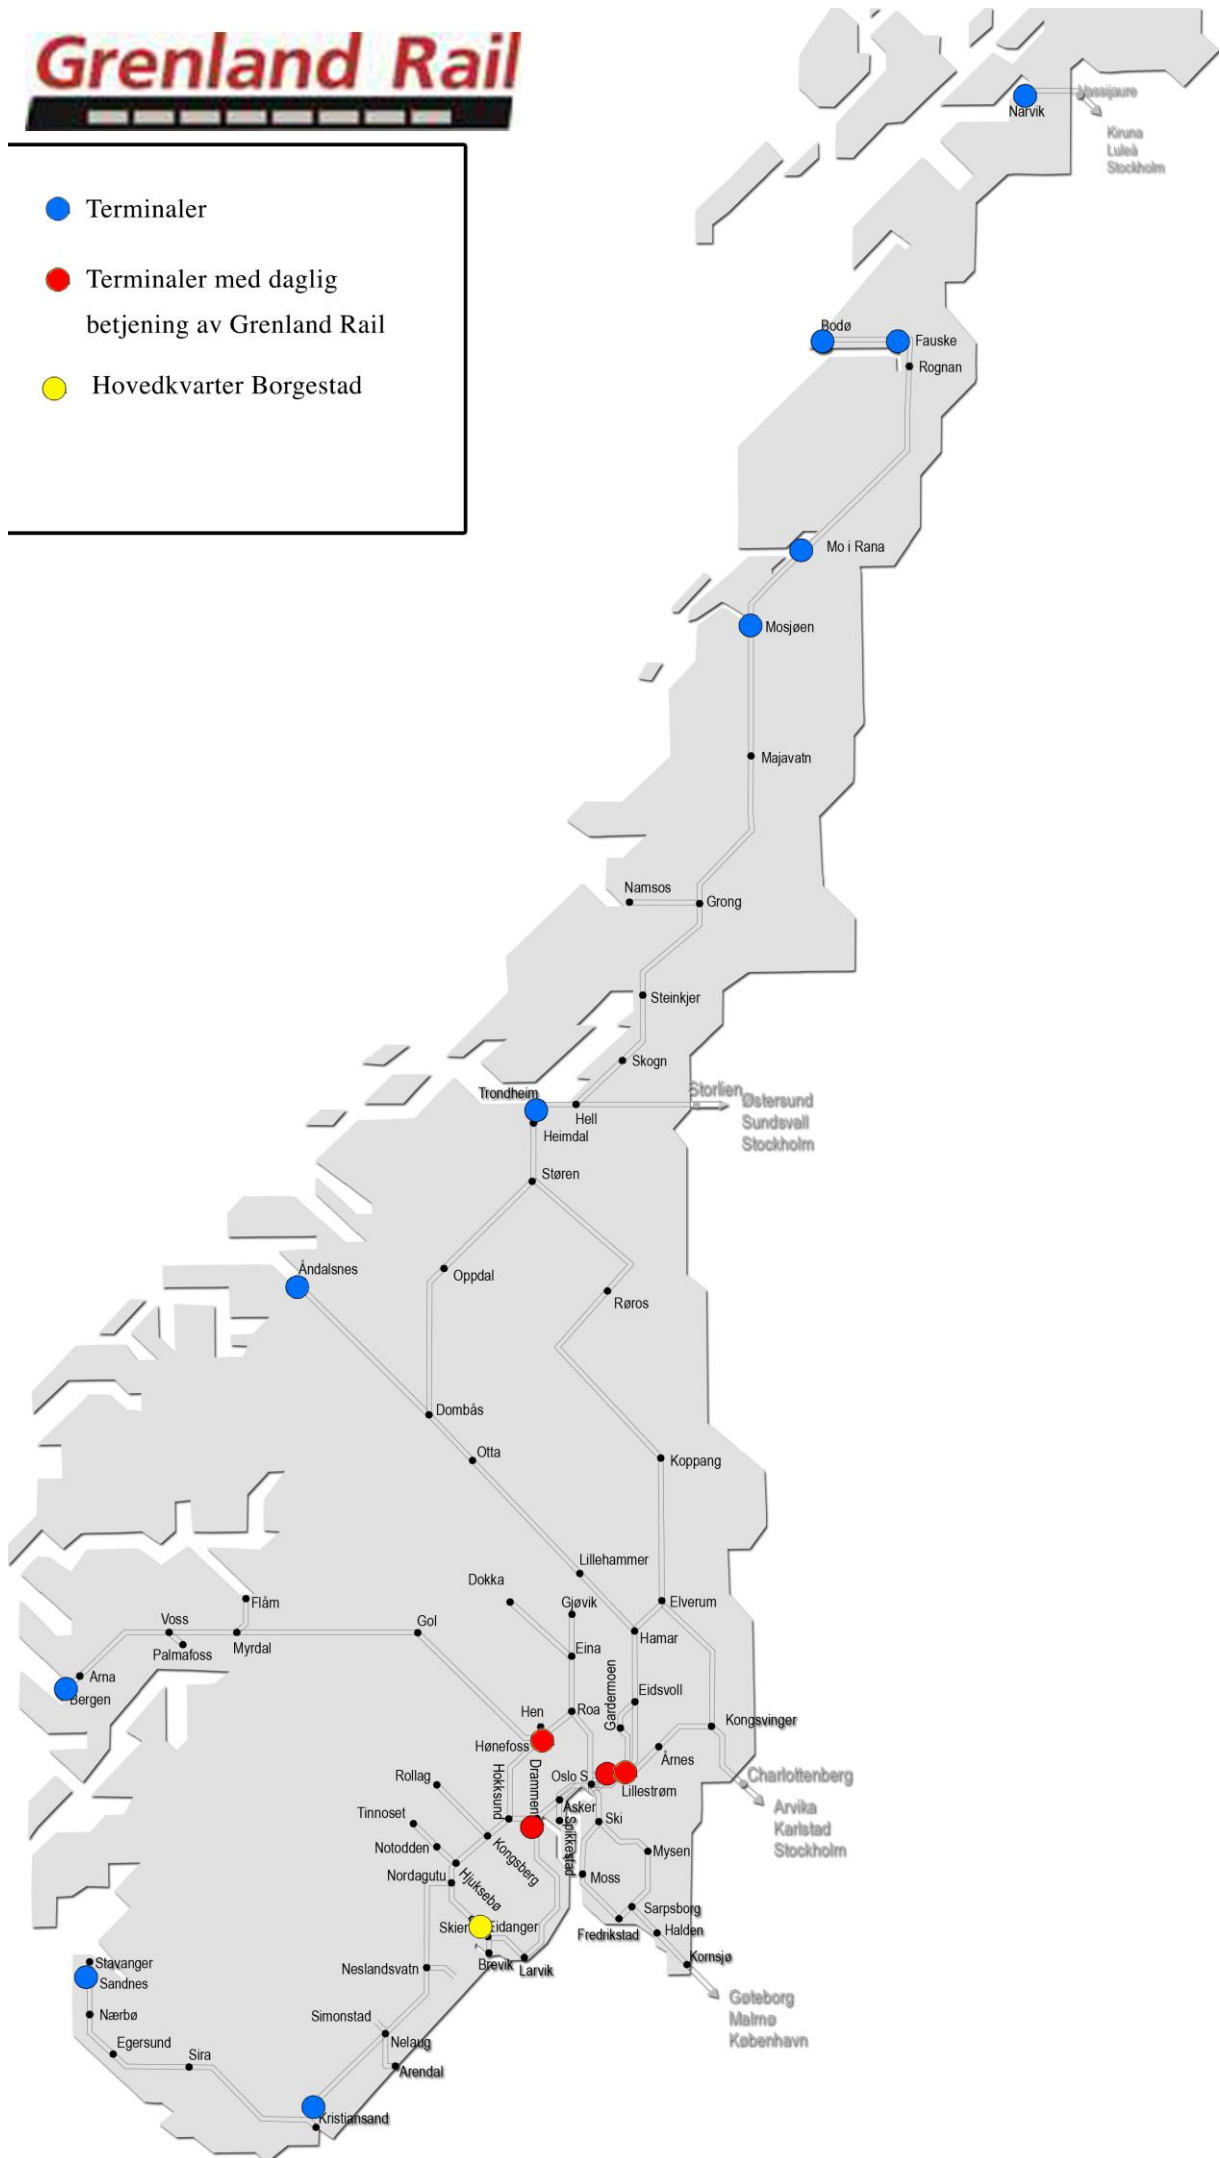 Grenland Rail
Terminaler
Terminaler med daglig
betjening av Grenland Rail
Hovedkvarter Borgestad
Narvik
Vassijaure
Kiruna
Luleå
Stockholm
Bodø
Fauske
Rognan
Mo i Rana
Mosjøen
Majavatn
Namsos
Grong
Steinkjer
Skogn
Trondheim
Hell
Storlien
Østersund
Sundsvall
Stockholm
Heimdal
Støren
Åndalsnes
Oppdal
Røros
Dombås
Otta
Koppang
Lillehammer
Dokka
Gjøvik
Elverum
Flåm
Voss
Gol
Hamar
Palmafoss
Myrdal
Eina
Arna
Bergen
Gardermoen
Eidsvoll
Hen
Roa
Kongsvinger
Hønefoss
Årnes
Drammen
Hokksund
Oslo S
Lillestrøm
Charlottenberg
Arvika
Karlstad
Stockholm
Rollag
Asker
Spikkestad
Ski
Tinnoset
Notodden
Kongsberg
Mysen
Nordagutu
Hjuksebø
Moss
Sarpsborg
Skien
Eidanger
Fredrikstad
Halden
Brevik
Larvik
Kornsjø
Stavanger
Sandnes
Neslandsvatn
Gøteborg
Malmø
København
Nærbø
Simonstad
Egersund
Sira
Nelaug
Arendal
Kristiansand